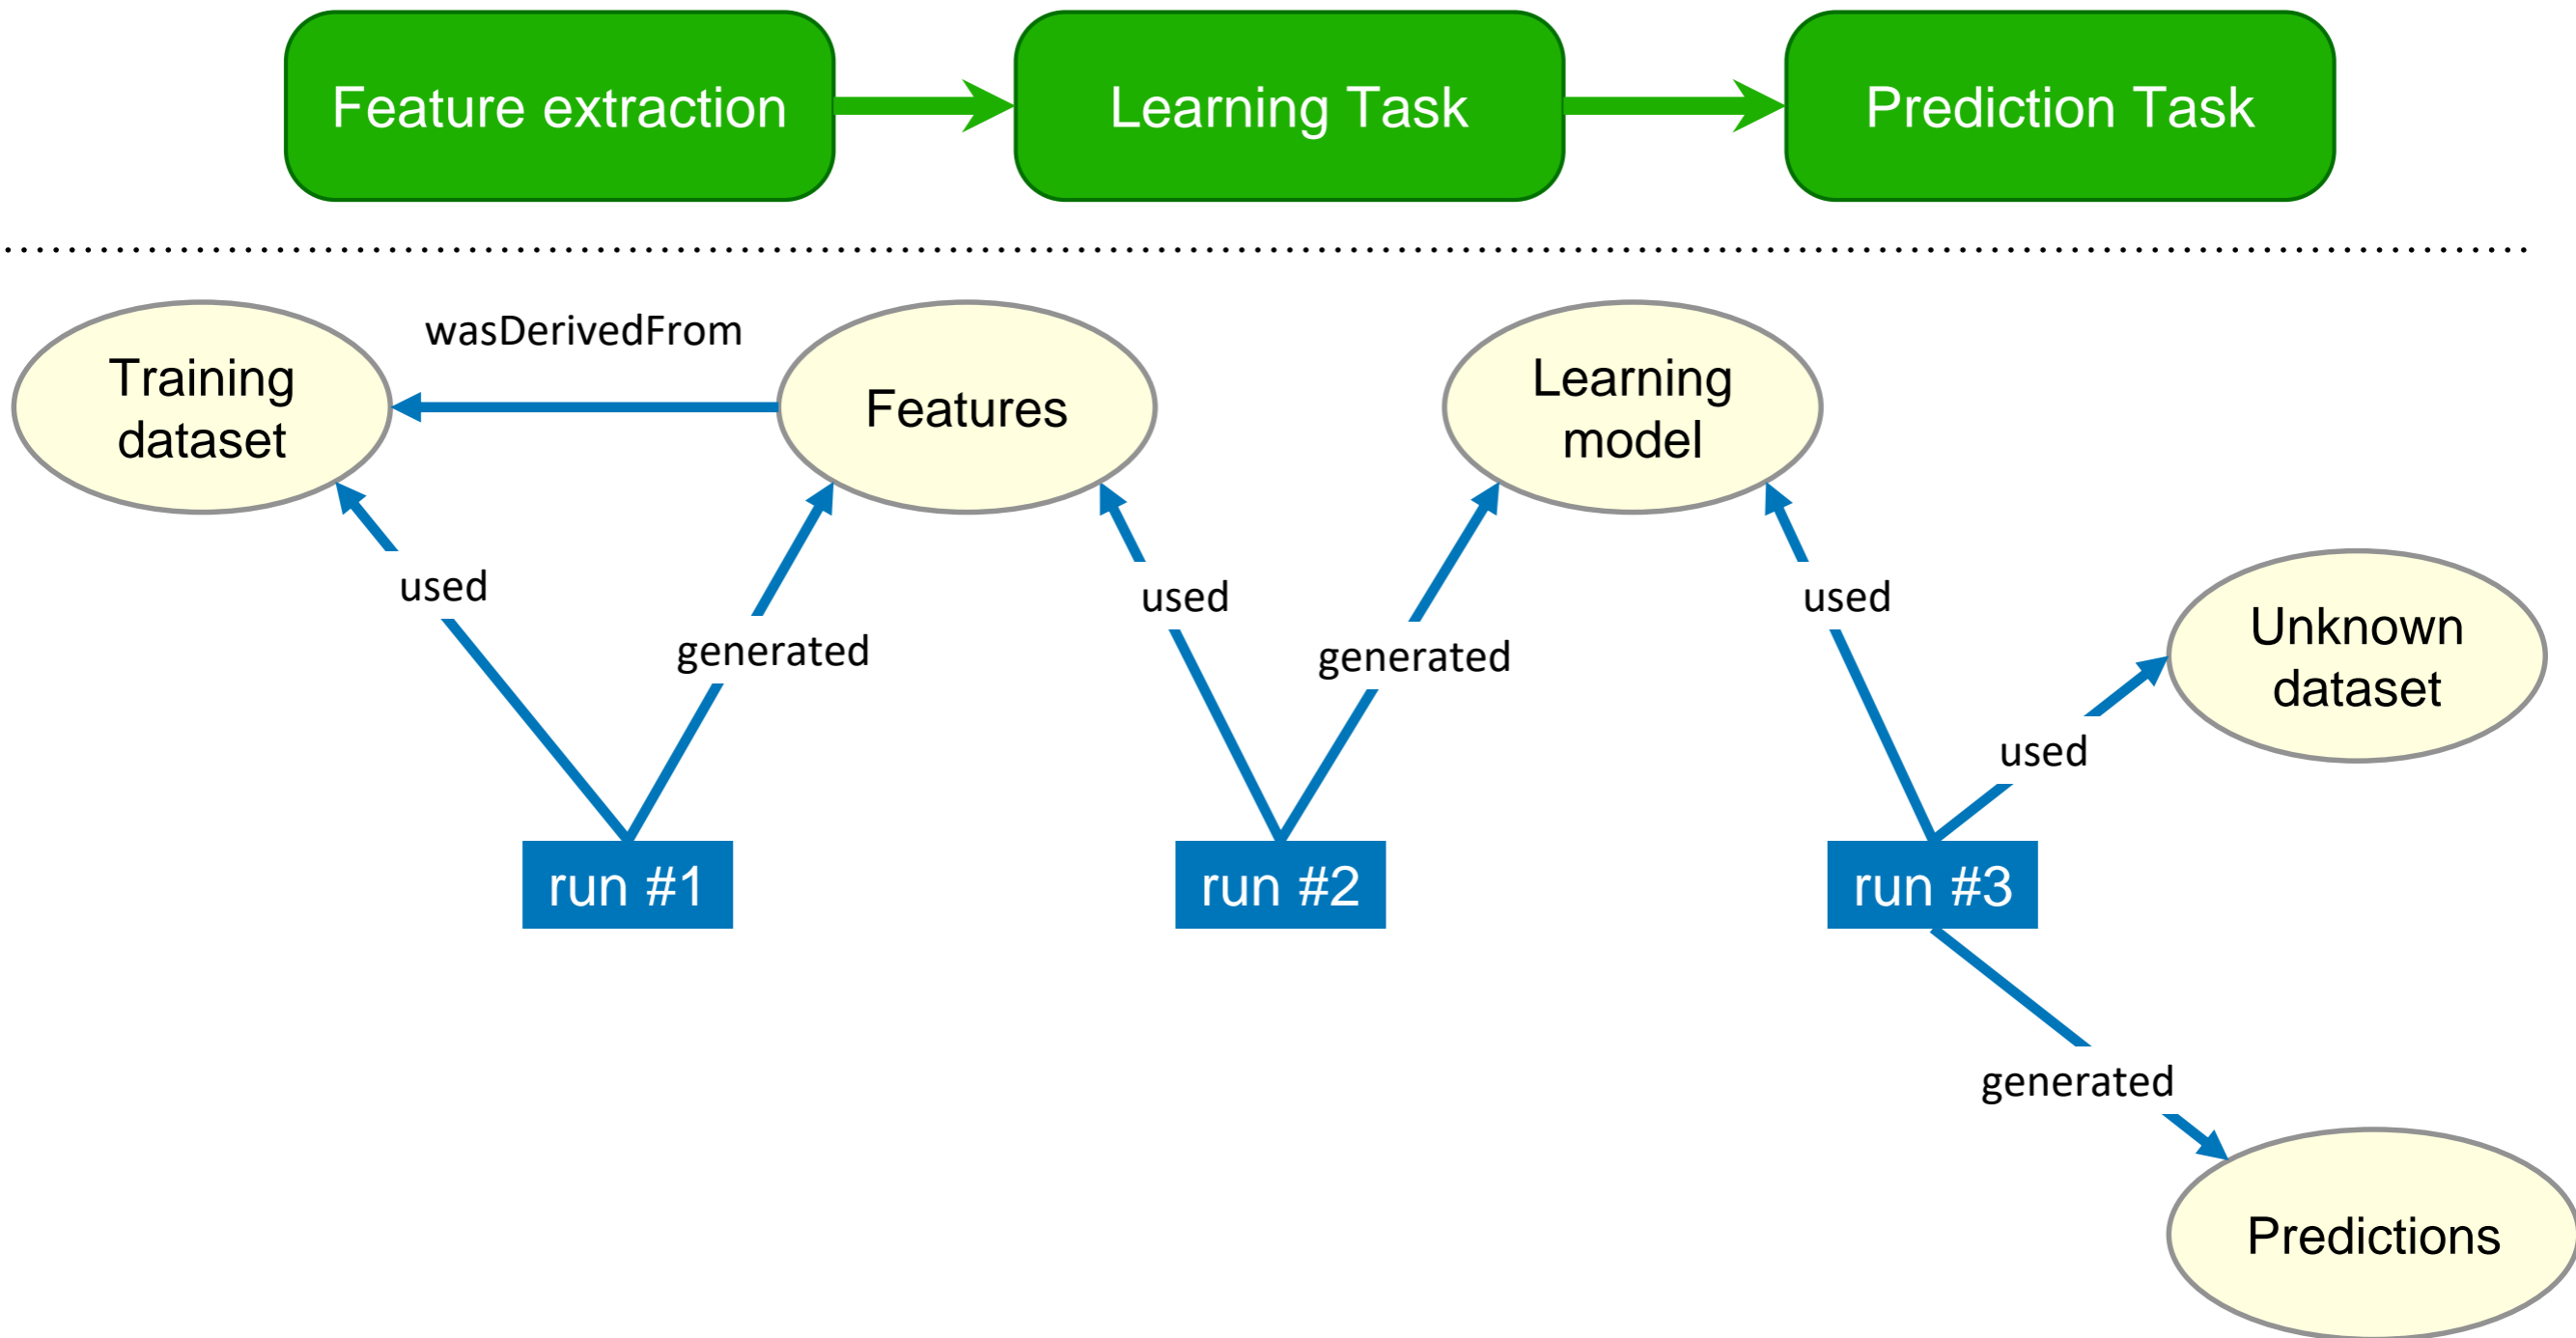 Feature extraction
Learning Task
Prediction Task
wasDerivedFrom
Training
dataset
Features
Learning
model
used
generated
used
generated
used
Unknown
dataset
used
run #1
run #2
run #3
generated
Predictions